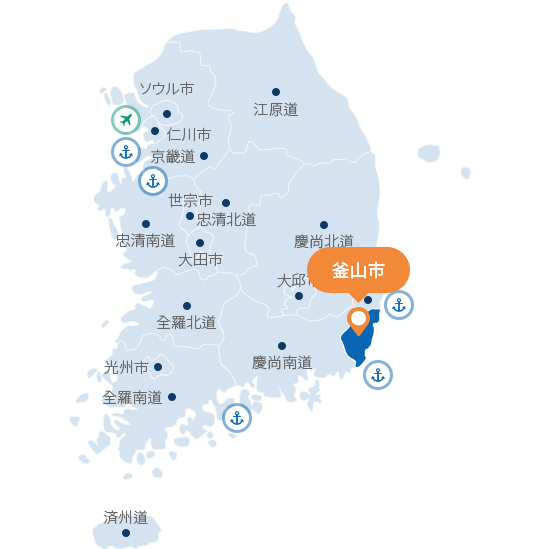 ソウル市
江原道
仁川市
京畿道
世宗市
忠清北道
忠清南道
慶尚北道
大田市
釜山市
大邱市
全羅北道
慶尚南道
光州市
全羅南道
済州道